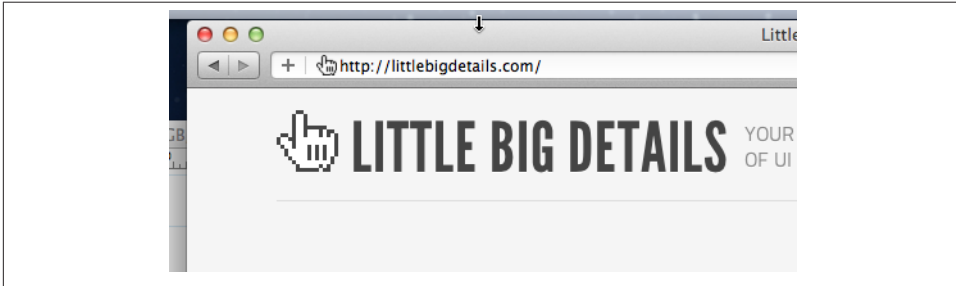 Little
http://littlebigdetails.com/
GB
LITTLE BIG DETAILS
YOUR
OF UI